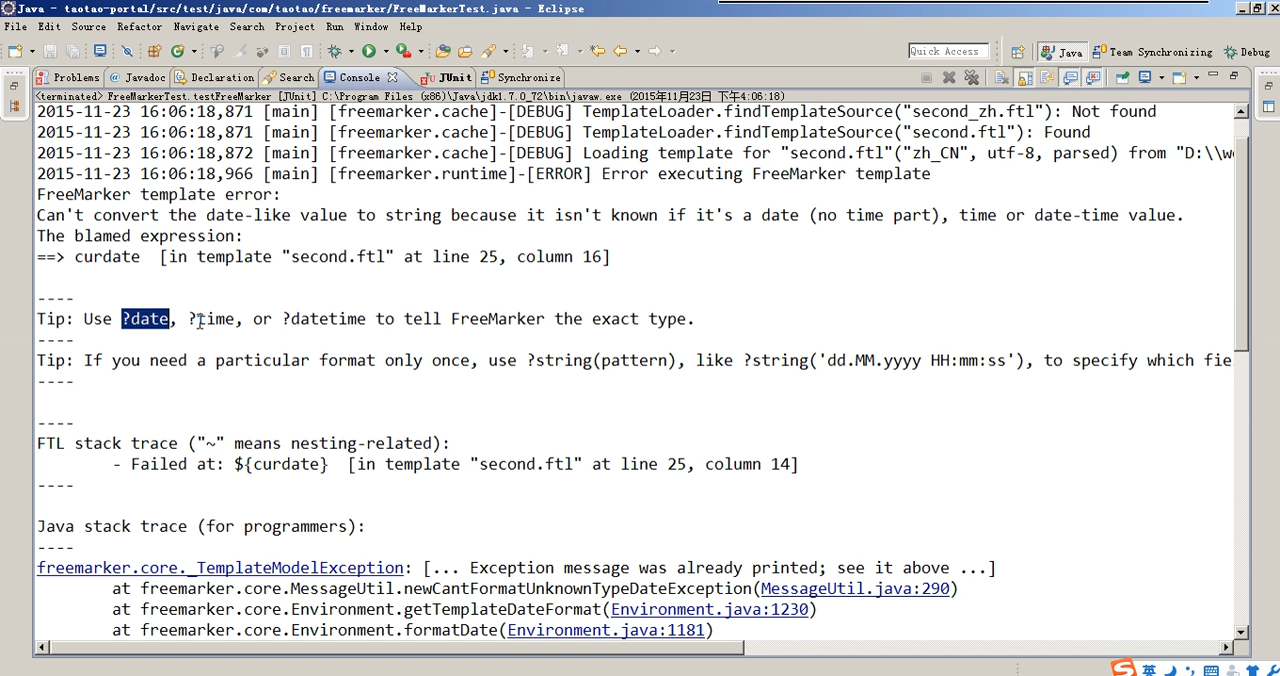 Java - taotao-portal/src/test/java/com/taotao/freemarker/FreeMarkerTest.java - Eclipse
File Edit Source Refactor Navigate Search Project Run Window Help
Quick Access Java Team Synchronizing Debug
Problems @ Javadoc Declaration Search Console JUnit Synchronize
<terminated> FreeMarkerTest.testFreeMarker [JUnit] C:\Program Files (x86)\Java\jdk1.7.0_72\bin\javaw.exe (2015年11月23日 下午4:06:18)
2015-11-23 16:06:18,871 [main] [freemarker.cache]-[DEBUG] TemplateLoader.findTemplateSource("second_zh.ftl"): Not found
2015-11-23 16:06:18,871 [main] [freemarker.cache]-[DEBUG] TemplateLoader.findTemplateSource("second.ftl"): Found
2015-11-23 16:06:18,872 [main] [freemarker.cache]-[DEBUG] Loading template for "second.ftl"("zh_CN", utf-8, parsed) from "D:\\wo
2015-11-23 16:06:18,966 [main] [freemarker.runtime]-[ERROR] Error executing FreeMarker template
FreeMarker template error:
Can't convert the date-like value to string because it isn't known if it's a date (no time part), time or date-time value.
The blamed expression:
==> curdate  [in template "second.ftl" at line 25, column 16]
----
Tip: Use ?date, ?time, or ?datetime to tell FreeMarker the exact type.
----
Tip: If you need a particular format only once, use ?string(pattern), like ?string('dd.MM.yyyy HH:mm:ss'), to specify which fie
----
----
FTL stack trace ("~" means nesting-related):
- Failed at: ${curdate}  [in template "second.ftl" at line 25, column 14]
----
Java stack trace (for programmers):
----
freemarker.core._TemplateModelException: [... Exception message was already printed; see it above ...]
at freemarker.core.MessageUtil.newCantFormatUnknownTypeDateException(MessageUtil.java:290)
at freemarker.core.Environment.getTemplateDateFormat(Environment.java:1230)
at freemarker.core.Environment.formatDate(Environment.java:1181)
英